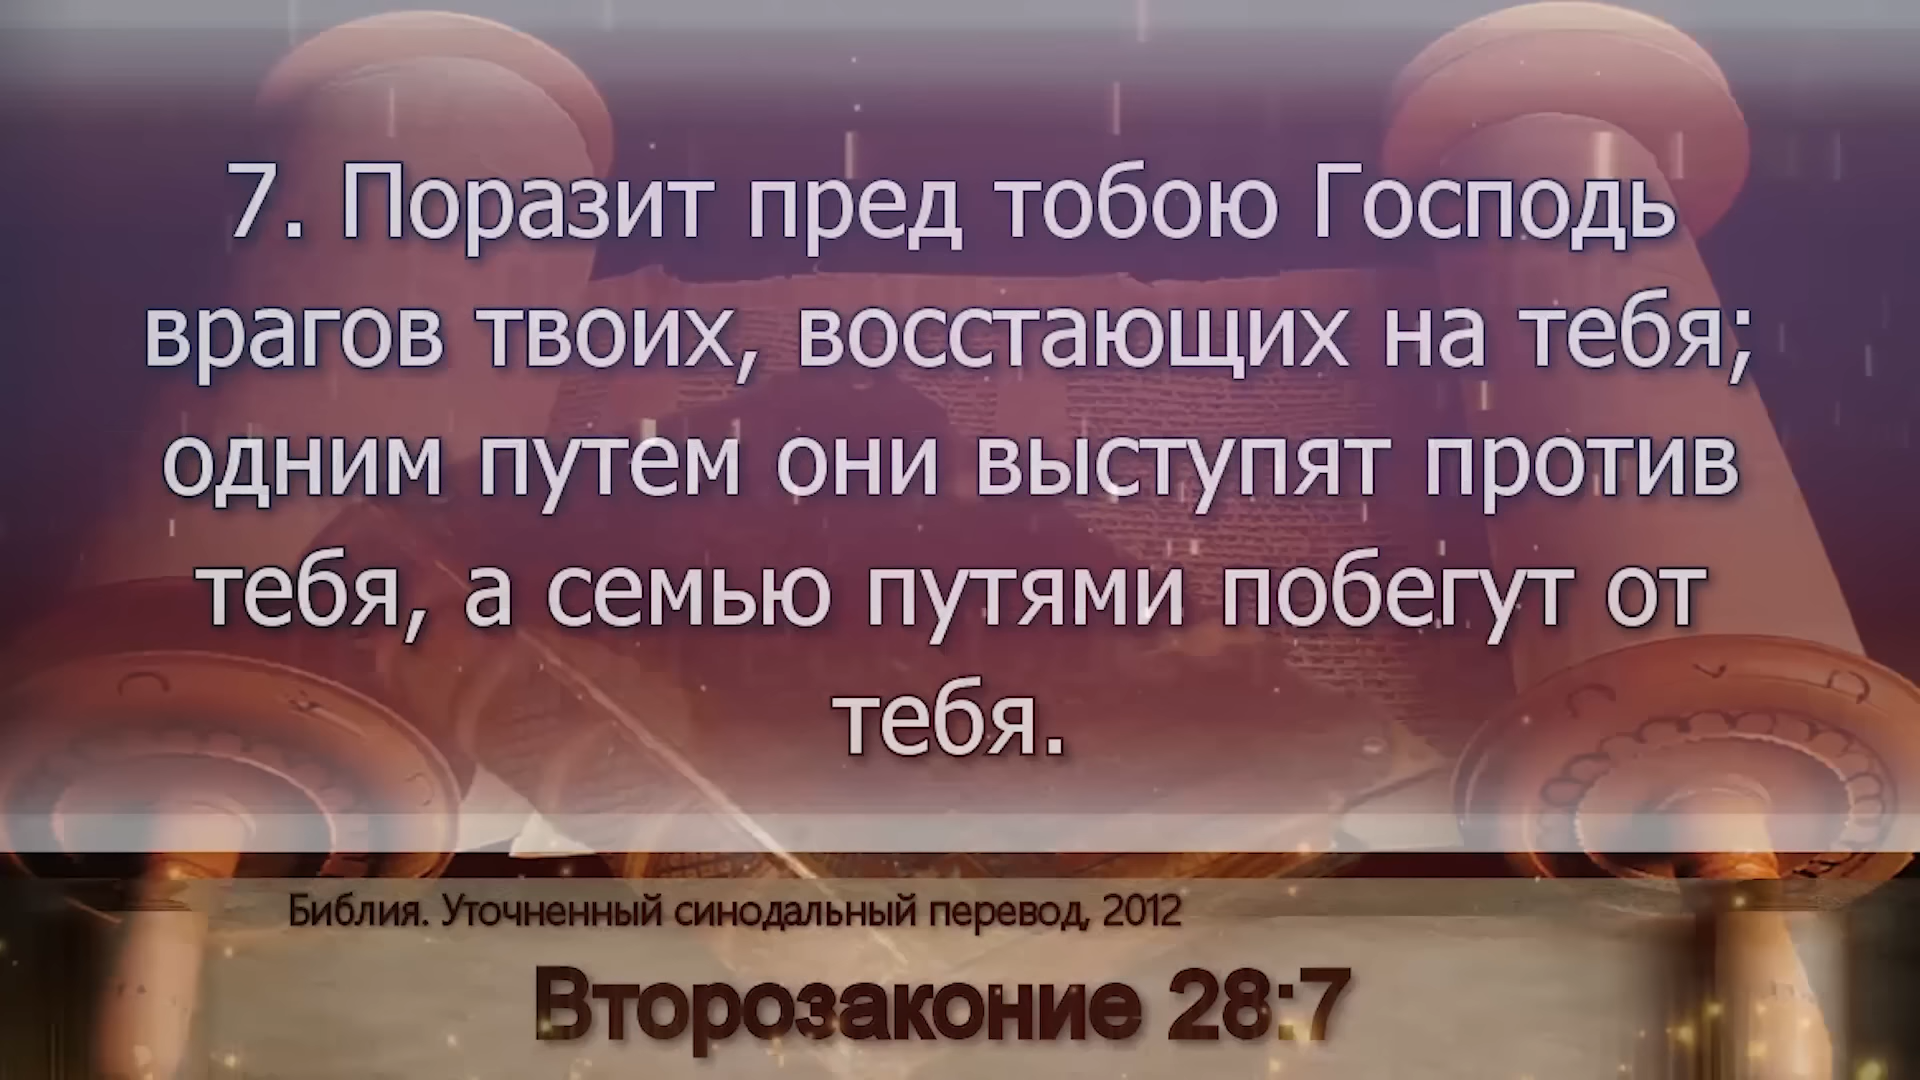 7. Поразит пред тобою Господь
врагов твоих, восстающих на тебя;
одним путем они выступят против
тебя, а семью путями побегут от
тебя.
Библия. Уточненный синодальный перевод, 2012
Второзаконие 28:7